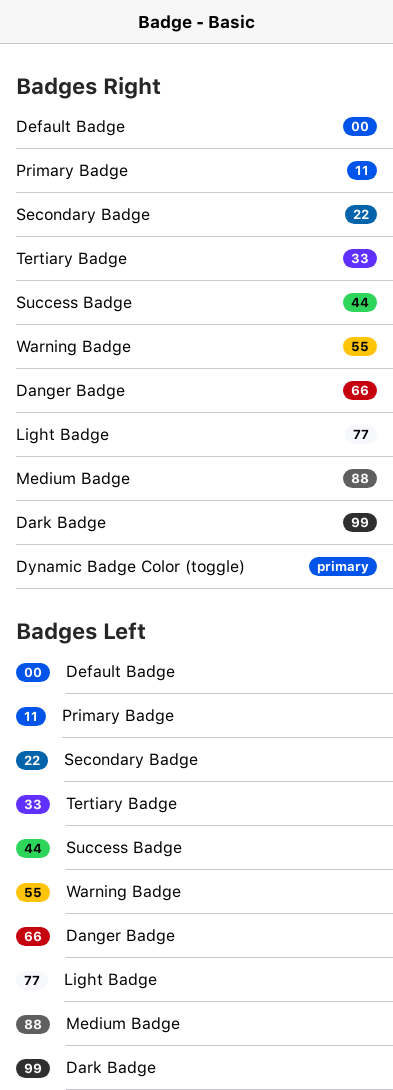 Badge - Basic
Badges Right
Default Badge 00
Primary Badge 11
Secondary Badge 22
Tertiary Badge 33
Success Badge 44
Warning Badge 55
Danger Badge 66
Light Badge 77
Medium Badge 88
Dark Badge 99
Dynamic Badge Color (toggle) primary
Badges Left
00 Default Badge
11 Primary Badge
22 Secondary Badge
33 Tertiary Badge
44 Success Badge
55 Warning Badge
66 Danger Badge
77 Light Badge
88 Medium Badge
99 Dark Badge